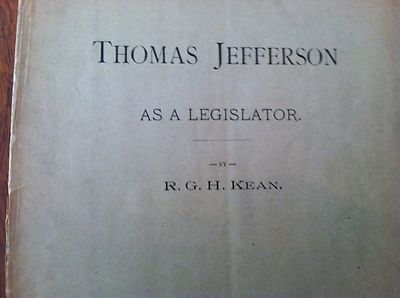 THOMAS JEFFERSON
AS A LEGISLATOR.
—BY—
R. G. H. KEAN.